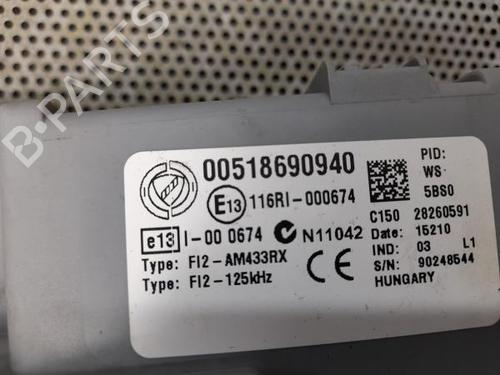 B-PARTS
00518690940
E13 116RI-000674
e13 I-00 0674 N11042
Type: FI2-AM433RX
Type: FI2-125kHz
CE
PID:
WS:
5BS0
C150 28260591
Date: 15210
IND: 03 L1
S/N: 90248544
HUNGARY